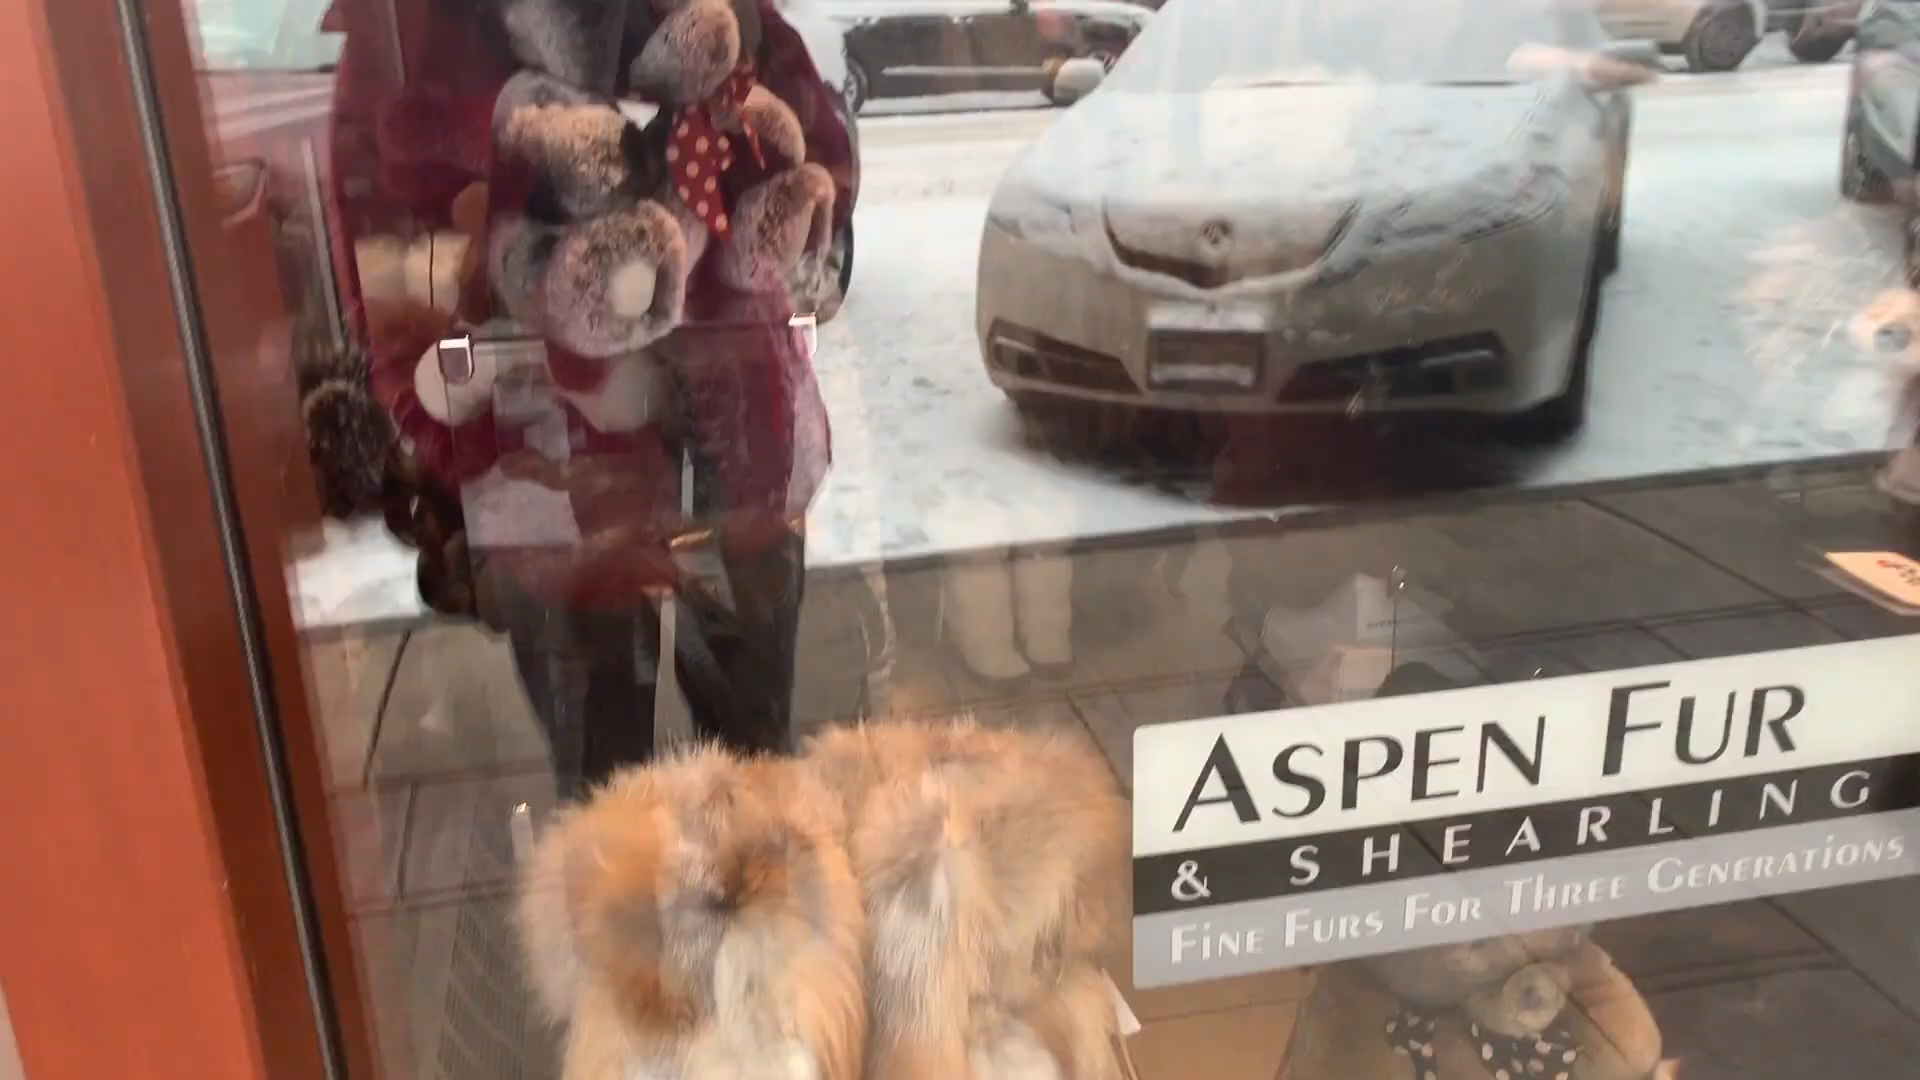 ASPEN FUR
& SHEARLING
FINE FURS FOR THREE GENERATIONS